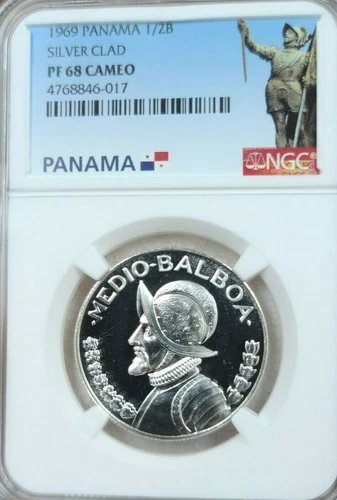 1969 PANAMA 1/2B
SILVER CLAD
PF 68 CAMEO
4768846-017
PANAMA
NGC
·MEDIO-BALBOA·